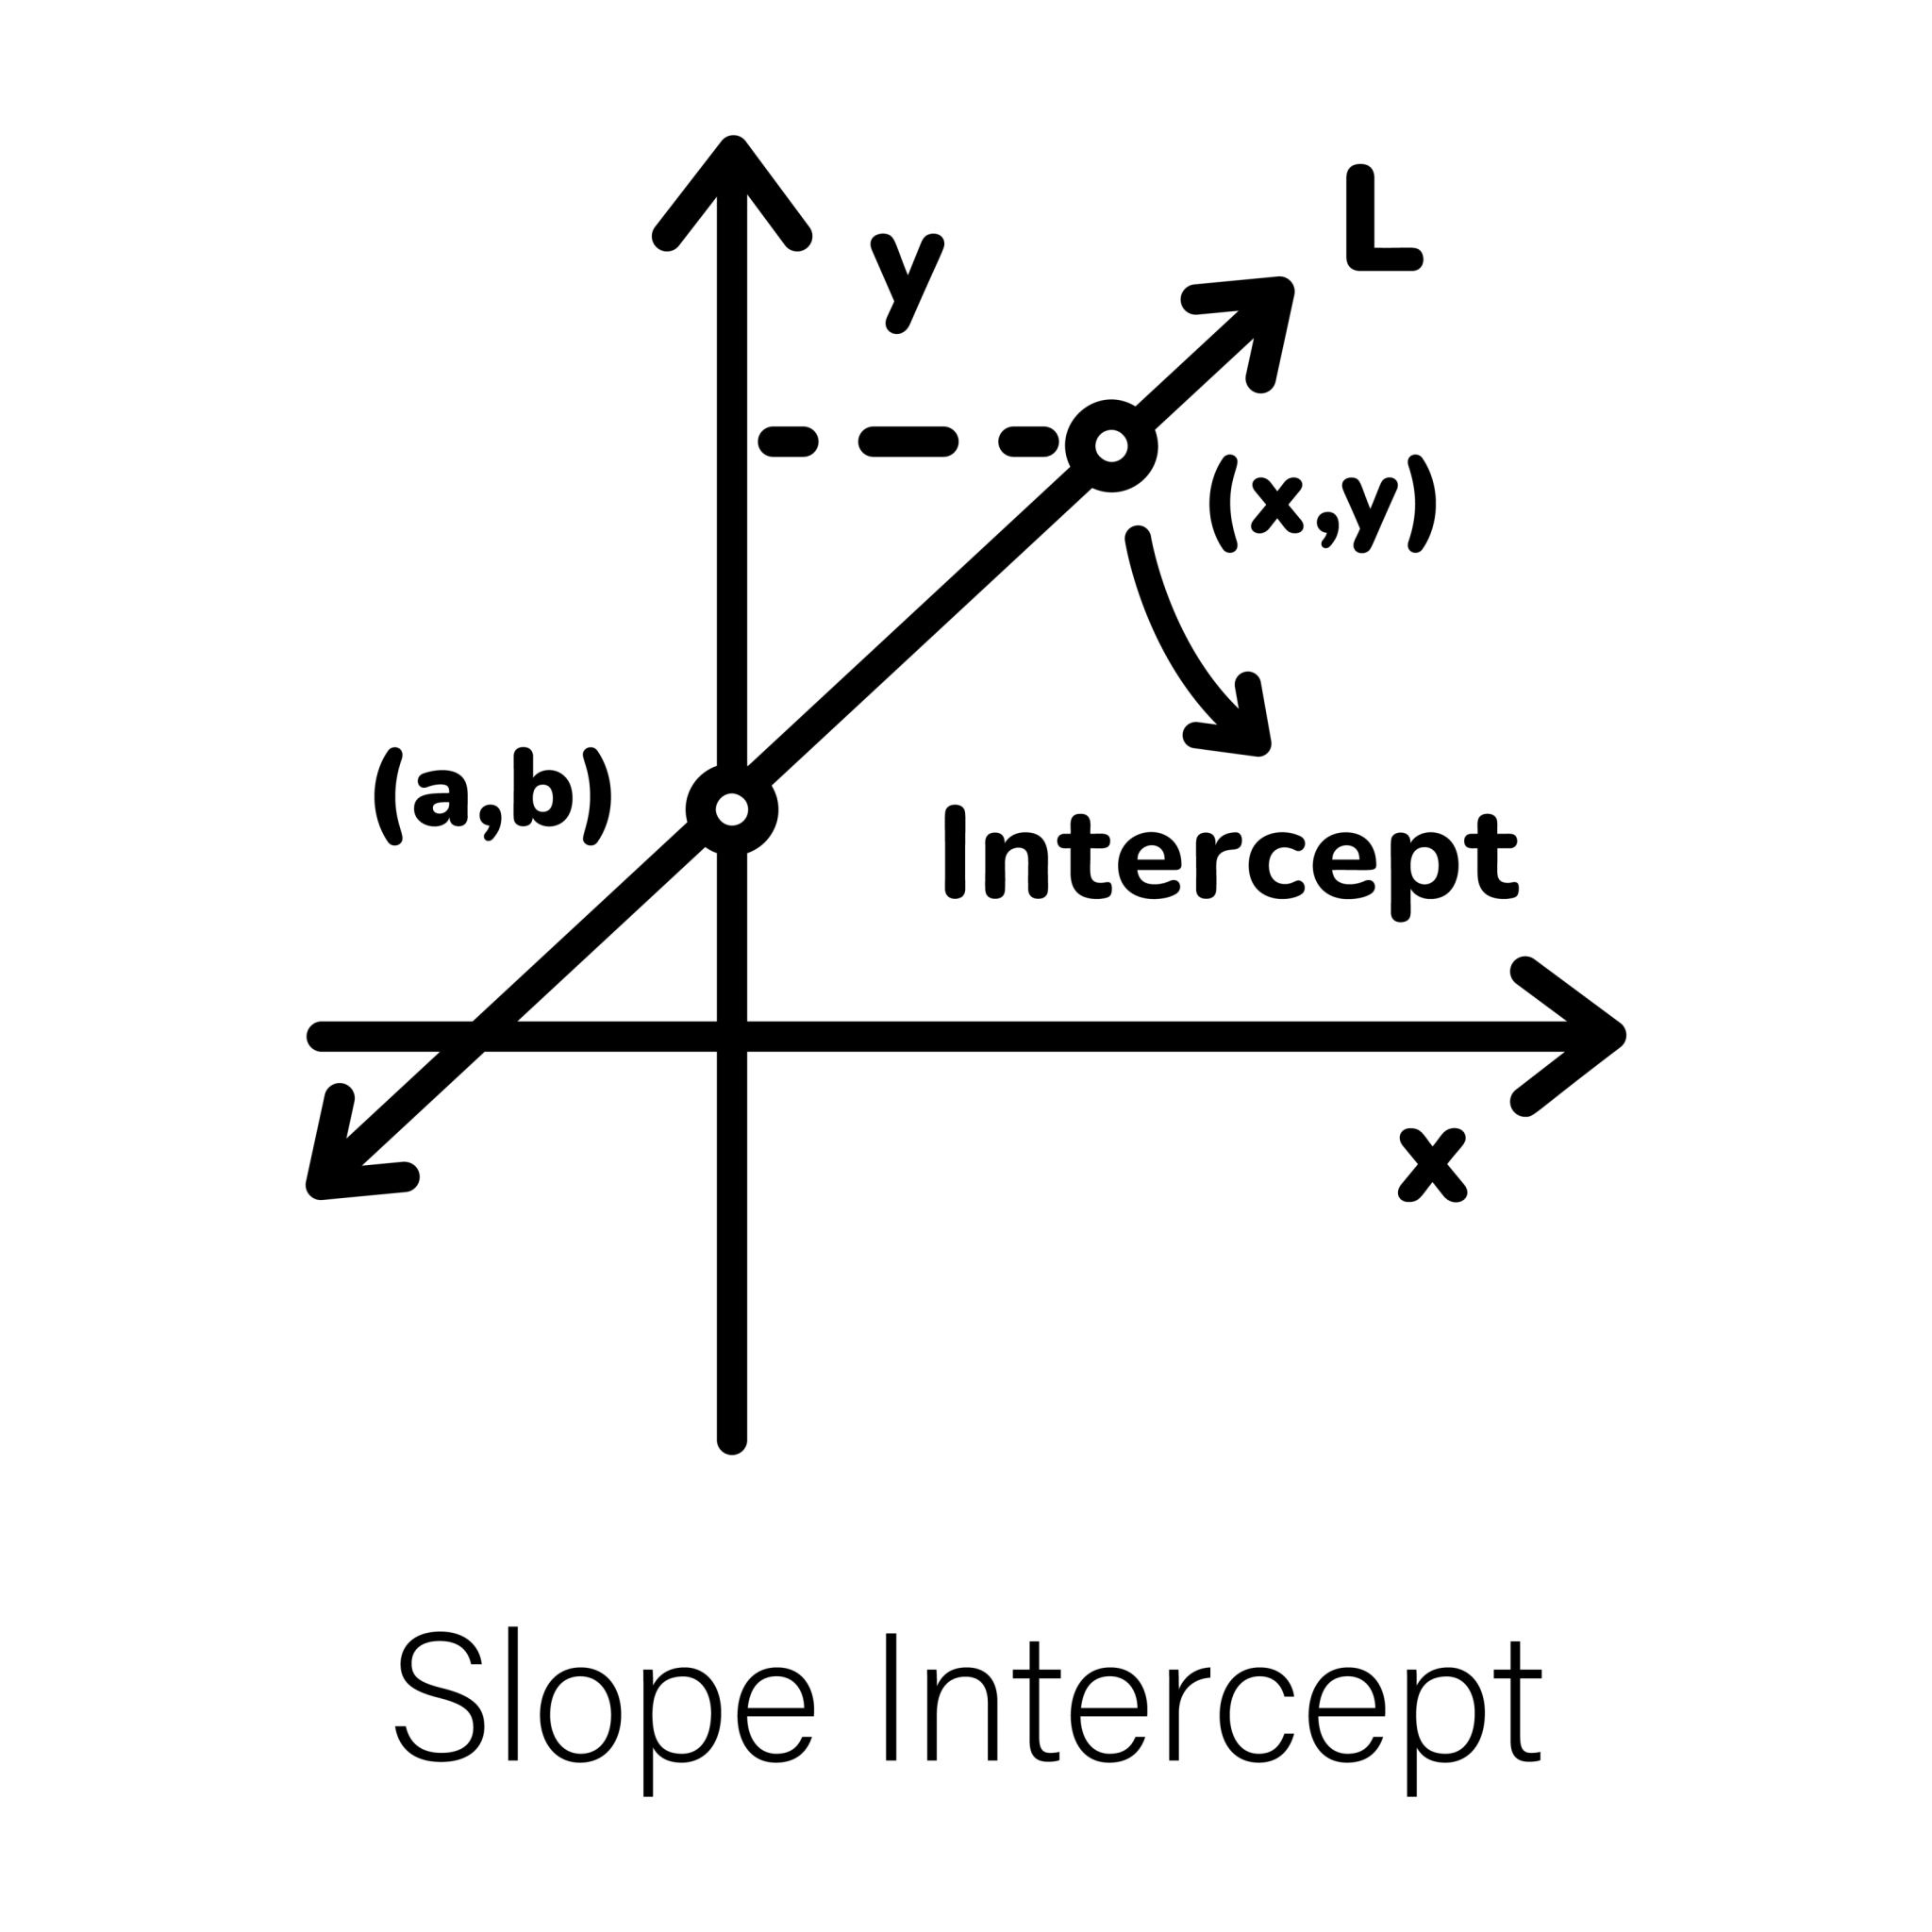 L
y
(x,y)
(a,b)
Intercept
x
Slope Intercept